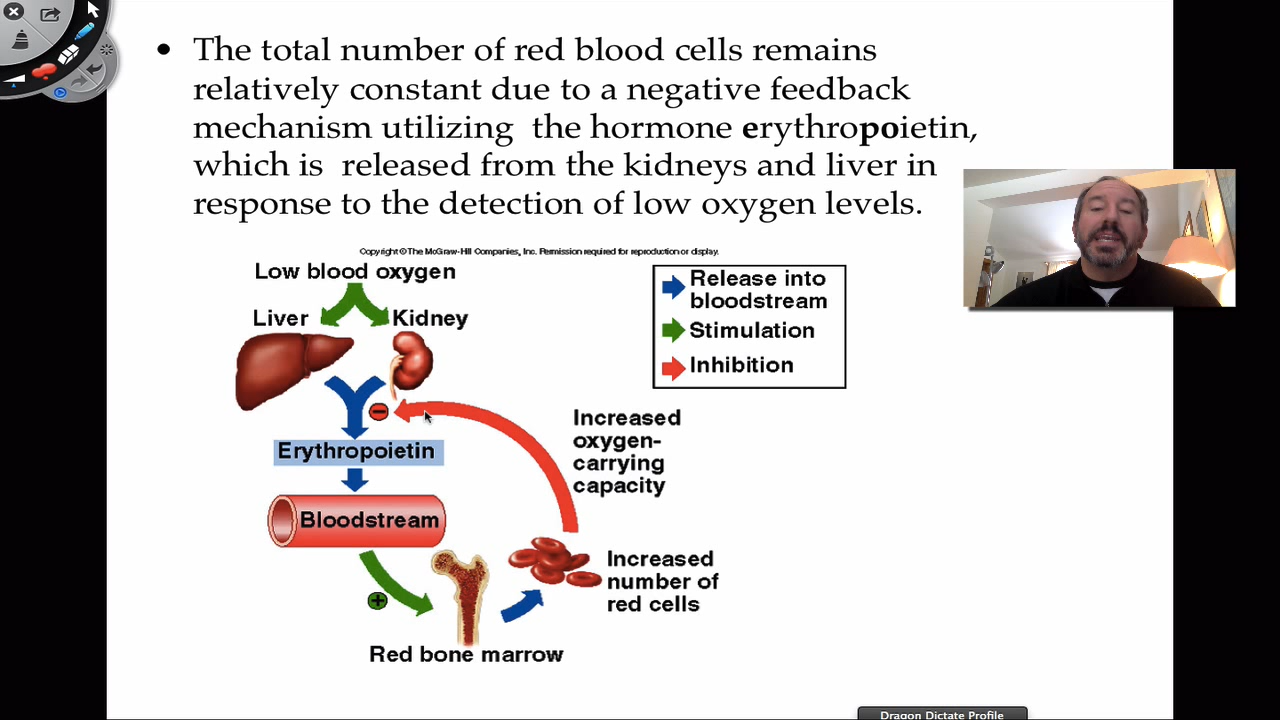 • The total number of red blood cells remains
relatively constant due to a negative feedback
mechanism utilizing the hormone erythropoietin,
which is released from the kidneys and liver in
response to the detection of low oxygen levels.
Copyright © The McGraw-Hill Companies, Inc. Permission required for reproduction or display.
Low blood oxygen
Liver
Kidney
Release into
bloodstream
Stimulation
Inhibition
Increased
oxygen-
carrying
capacity
Erythropoietin
Bloodstream
Increased
number of
red cells
Red bone marrow
Dragon Dictate Profile